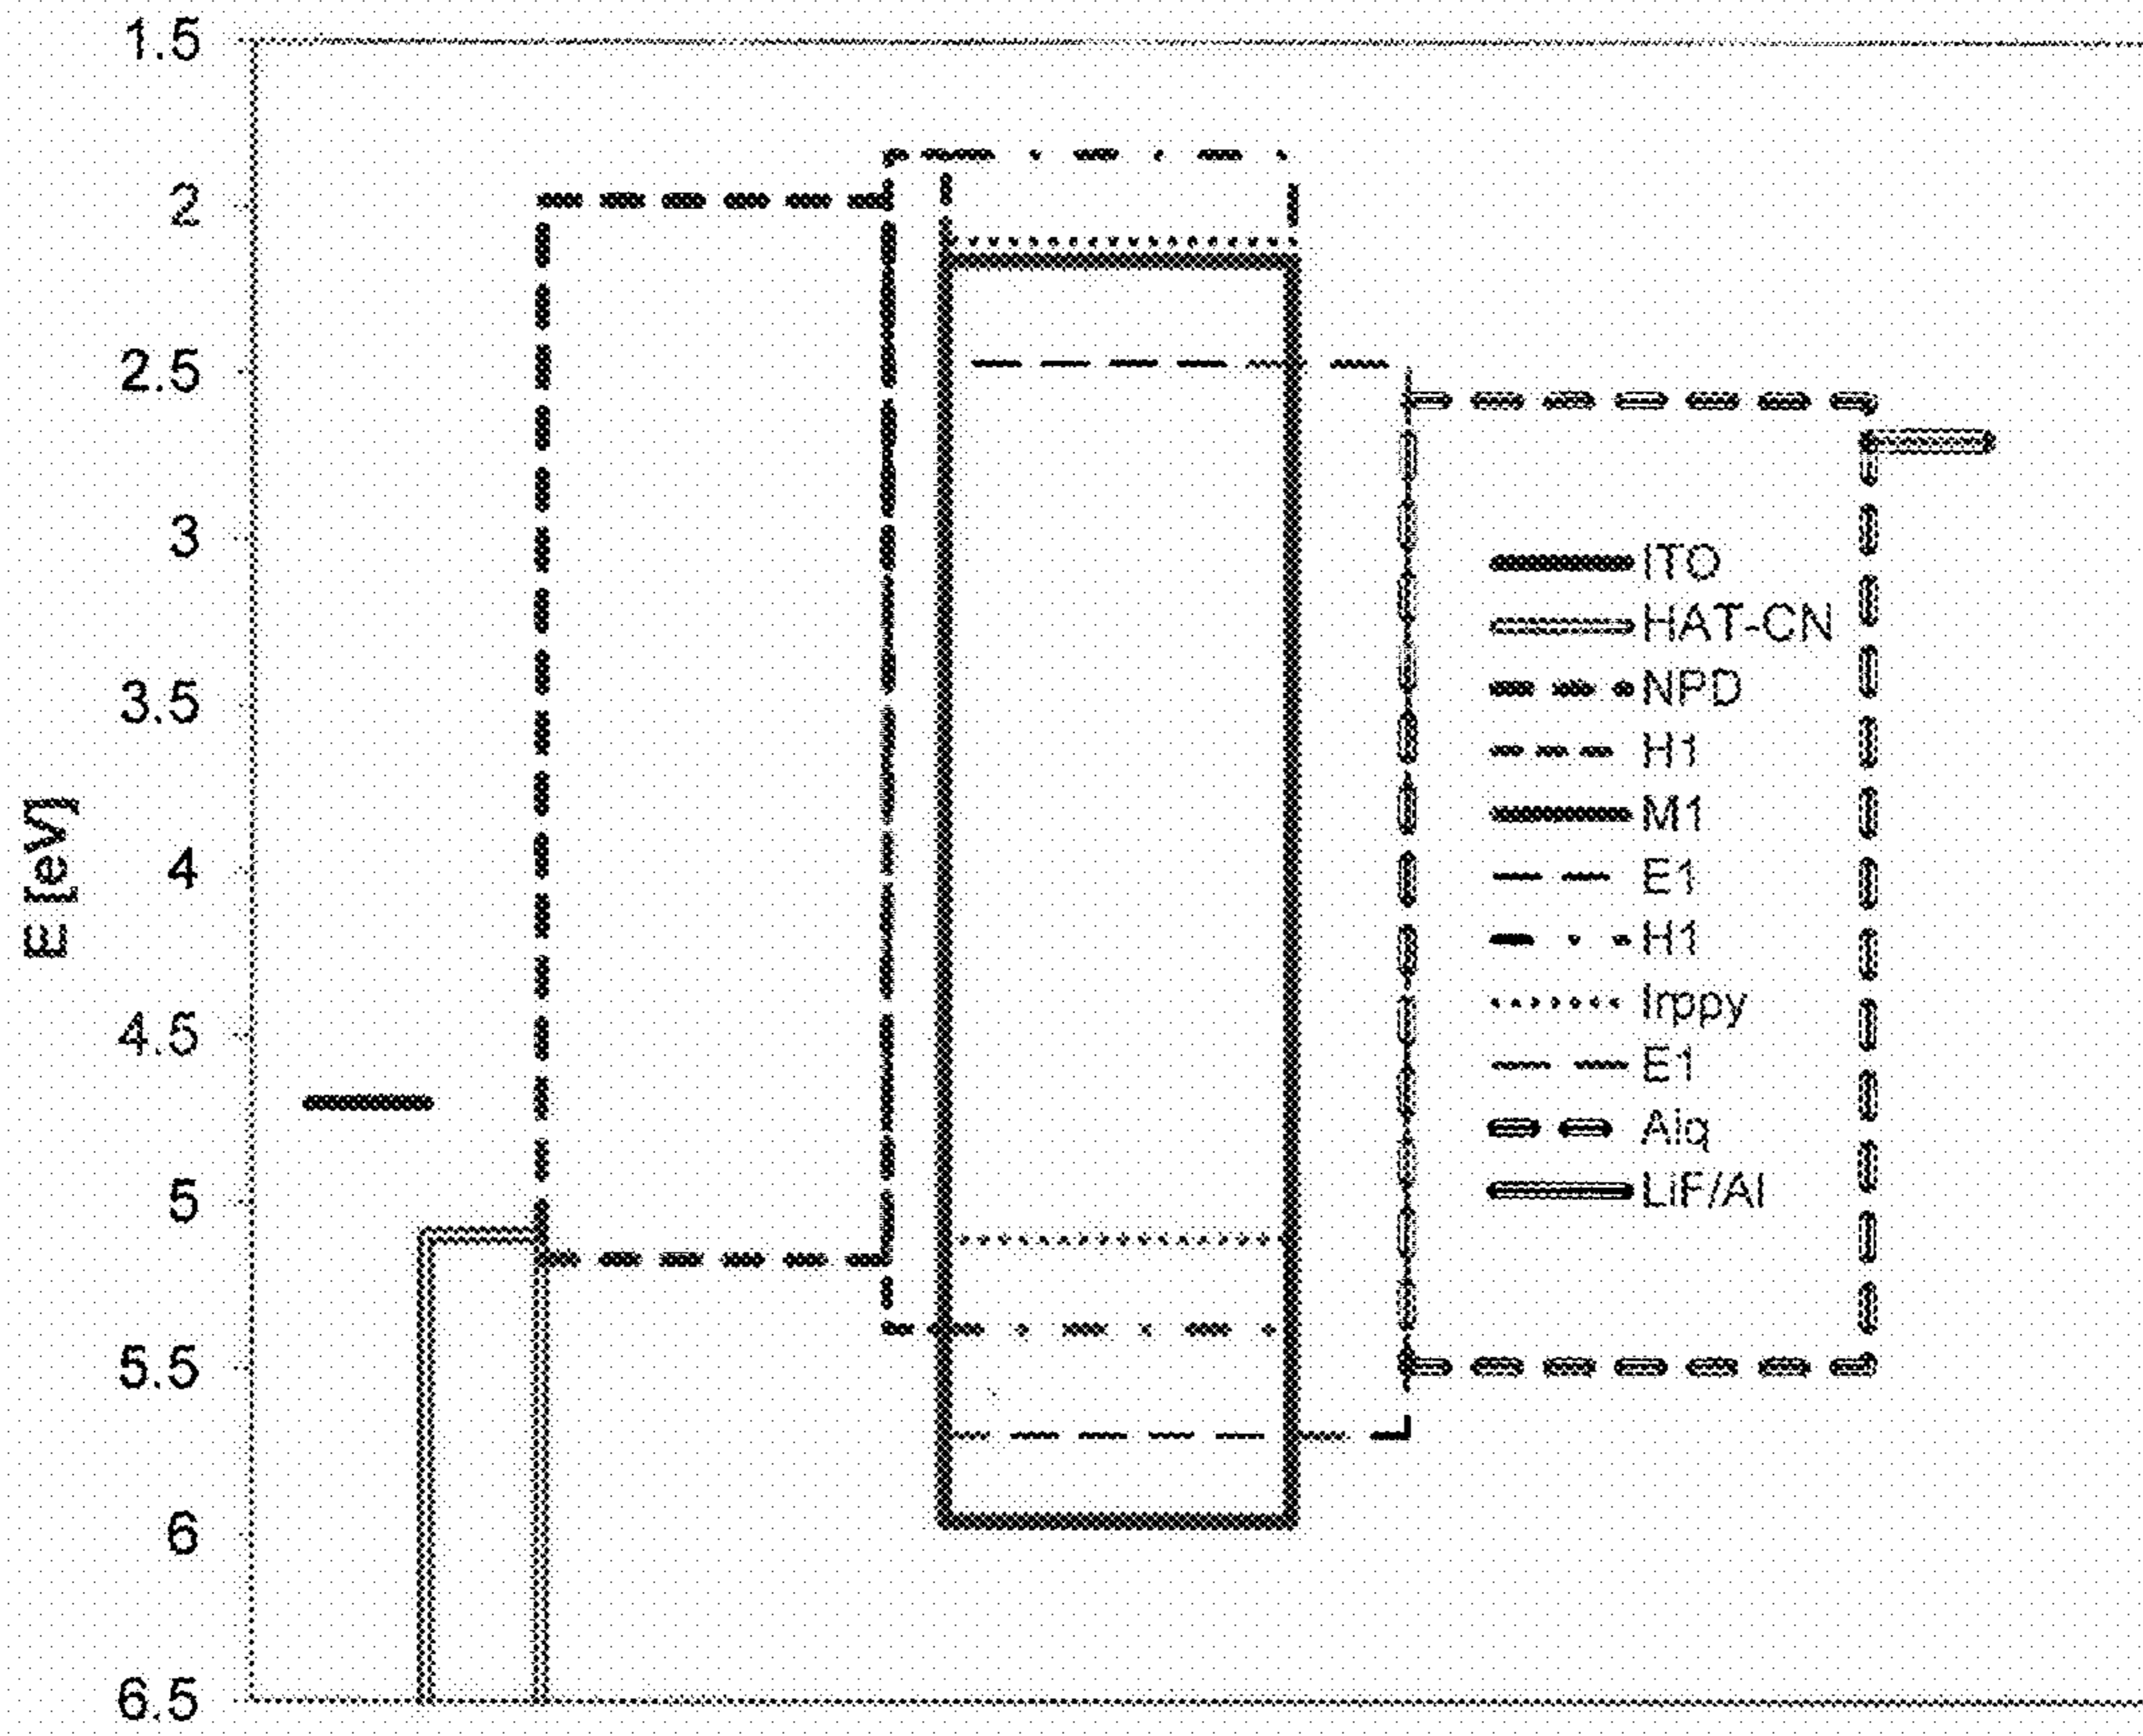 1.5
2
2.5
3
3.5
4
4.5
5
5.5
6
6.5
E [eV]
ITO
HAT-CN
NPD
H1
M1
E1
H1
Irppy
E1
Alq
LiF/Al